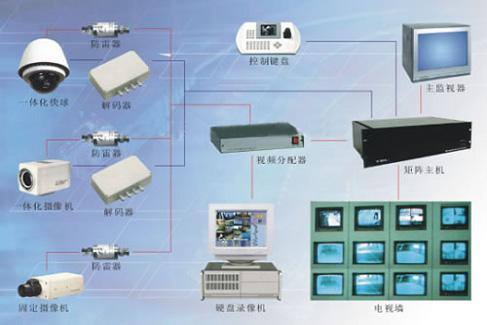 防雷器
控制键盘
主监视器
一体化快球
解码器
防雷器
视频分配器
矩阵主机
一体化摄像机
解码器
防雷器
固定摄像机
硬盘录像机
电视墙